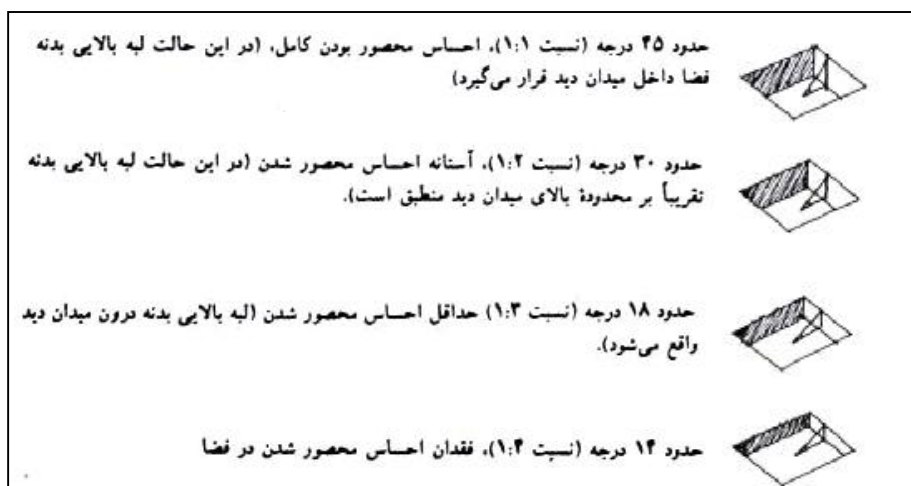 حدود ۴۵ درجه (نسبت ۱:۱)، احساس محصور بودن کامل، (در این حالت لبه بالایی بدنه
فضا داخل میدان دید قرار می‌گیرد)
حدود ۳۰ درجه (نسبت ۱:۲)، آستانه احساس محصور شدن (در این حالت لبه بالایی بدنه
تقریباً بر محدودهٔ بالای میدان دید منطبق است).
حدود ۱۸ درجه (نسبت ۱:۳) حداقل احساس محصور شدن (لبه بالایی بدنه درون میدان دید
واقع می‌شود).
حدود ۱۴ درجه (نسبت ۱:۴)، فقدان احساس محصور شدن در فضا